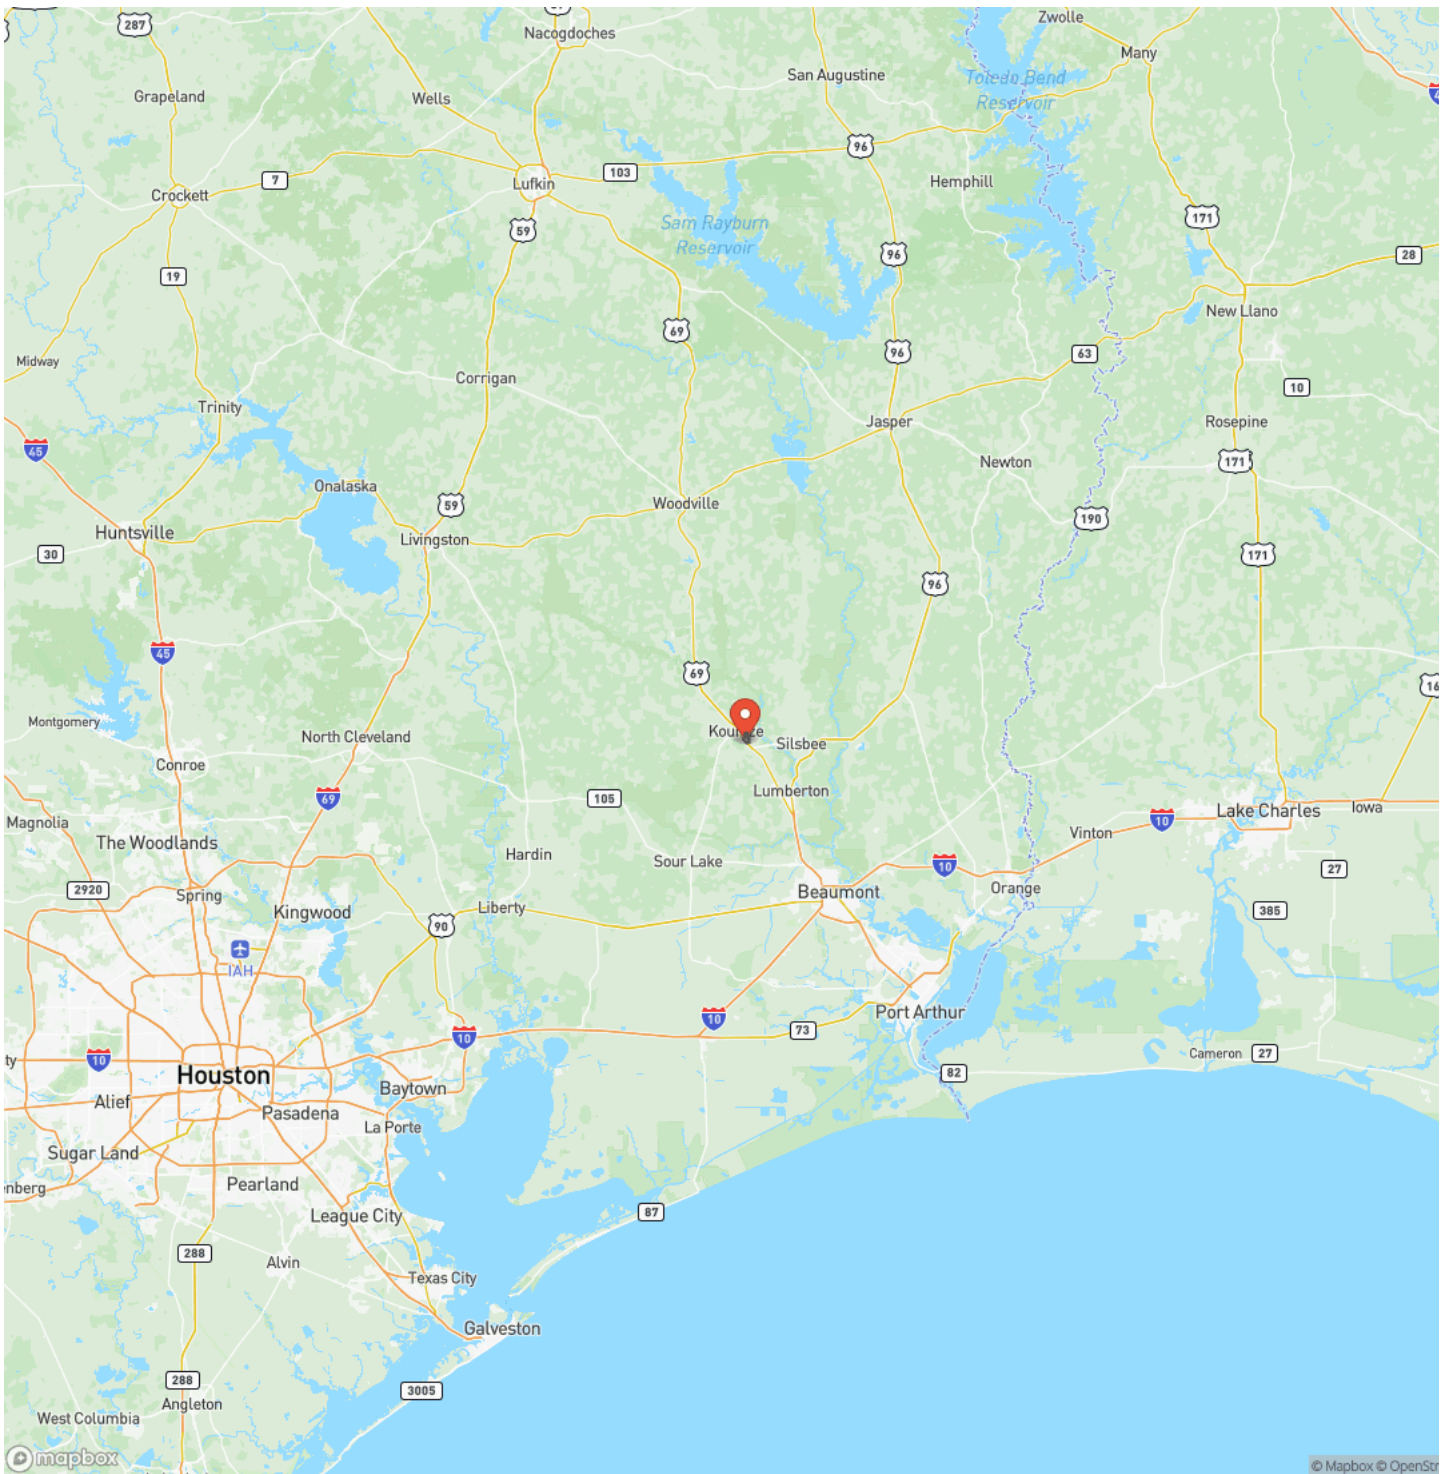 287
Nacogdoches
Zwolle
Many
San Augustine
Toledo Bend
Reservoir
Grapeland
Wells
96
103
7
Lufkin
Hemphill
Crockett
171
Sam Rayburn
Reservoir
59
96
28
19
New Llano
69
96
63
Midway
Corrigan
10
Trinity
Jasper
Rosepine
45
171
Newton
Onalaska
59
Woodville
190
Huntsville
Livingston
30
171
96
45
69
Montgomery
Kountze
North Cleveland
Silsbee
Conroe
Lumberton
69
105
Lake Charles
Iowa
10
Magnolia
Vinton
The Woodlands
Hardin
Sour Lake
10
27
2920
Spring
Beaumont
Orange
Kingwood
Liberty
385
90
IAH
Port Arthur
10
73
10
10
Cameron
27
Houston
82
Baytown
Alief
Pasadena
La Porte
Sugar Land
Pearland
87
League City
288
Alvin
Texas City
Galveston
288
3005
Angleton
West Columbia
mapbox
© Mapbox © OpenStr